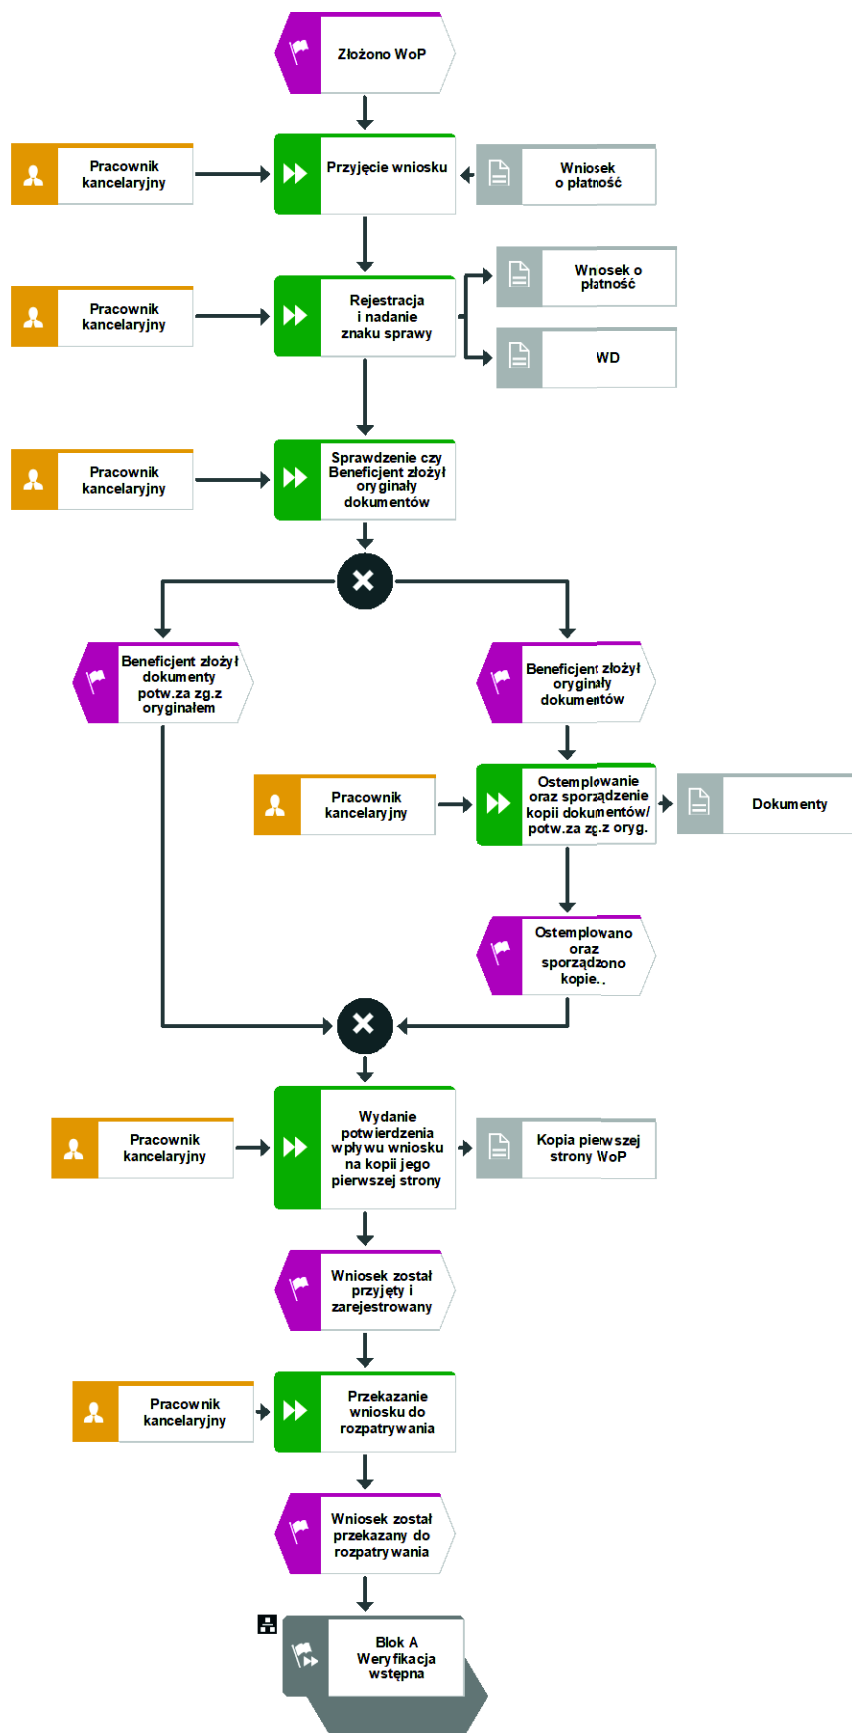 Złożono WoP
Pracownik
kancelaryjny
Przyjęcie wniosku
Wniosek
o płatność
Pracownik
kancelaryjny
Rejestracja
i nadanie
znaku sprawy
Wnosek o
płatność
WD
Pracownik
kancelaryjny
Sprawdzenie czy
Beneficjent złożył
oryginały
dokumentów
Beneficjent złożył
dokumenty
potw.za zg.z
oryginałem
Beneficjent złożył
oryginały
dokumentów
Pracownik
kancelaryjny
Ostemplowanie
oraz sporządzenie
kopii dokumentów/
potw.za zg.z oryg.
Dokumenty
Ostemplowano
oraz
sporządzono
kopie..
Pracownik
kancelaryjny
Wydanie
potwierdzenia
wpływu wniosku
na kopii jego
pierwszej strony
Kopia pierwszej
strony WoP
Wniosek został
przyjęty i
zarejestrowany
Pracownik
kancelaryjny
Przekazanie
wniosku do
rozpatrywania
Wniosek został
przekazany do
rozpatrywania
Blok A
Weryfikacja
wstępna